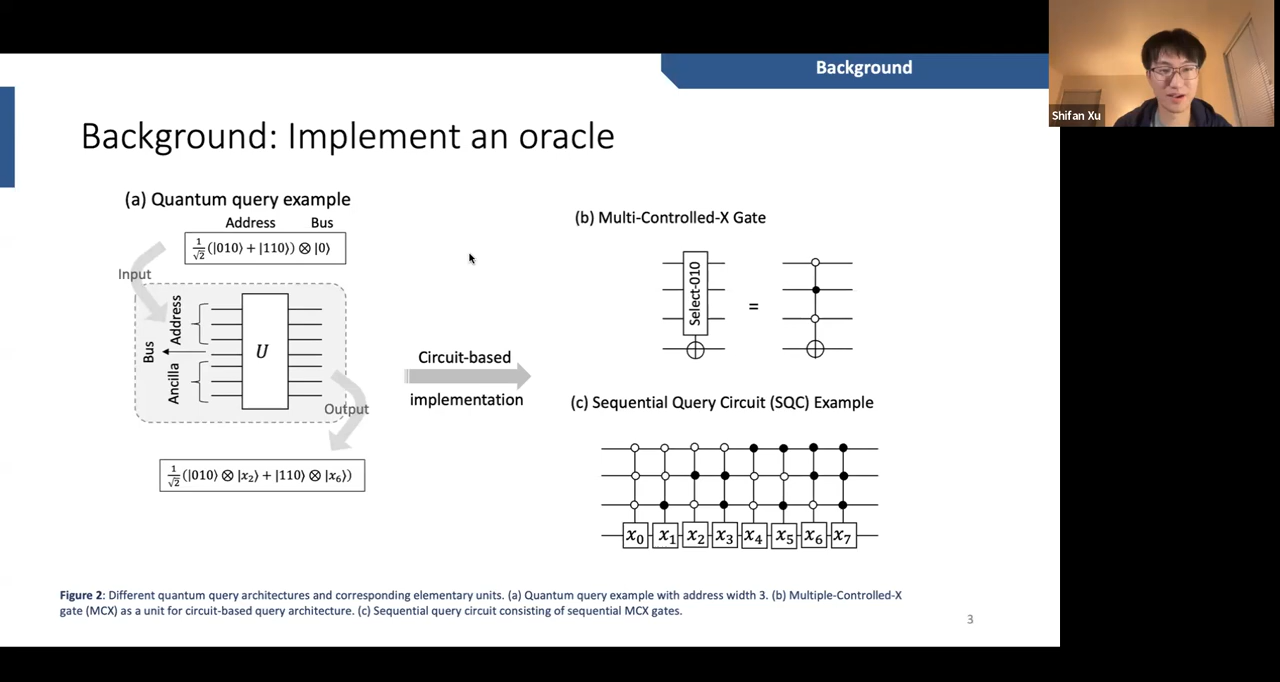 Background
Shifan Xu
Background: Implement an oracle
(a) Quantum query example
Address Bus
1/√2 (|010⟩ + |110⟩) ⊗ |0⟩
Input
Address
Bus
Ancilla
U
Output
1/√2 (|010⟩ ⊗ |x₂⟩ + |110⟩ ⊗ |x₆⟩)
Circuit-based
implementation
(b) Multi-Controlled-X Gate
Select-010
=
(c) Sequential Query Circuit (SQC) Example
x₀ x₁ x₂ x₃ x₄ x₅ x₆ x₇
Figure 2: Different quantum query architectures and corresponding elementary units. (a) Quantum query example with address width 3. (b) Multiple-Controlled-X
gate (MCX) as a unit for circuit-based query architecture. (c) Sequential query circuit consisting of sequential MCX gates.
3